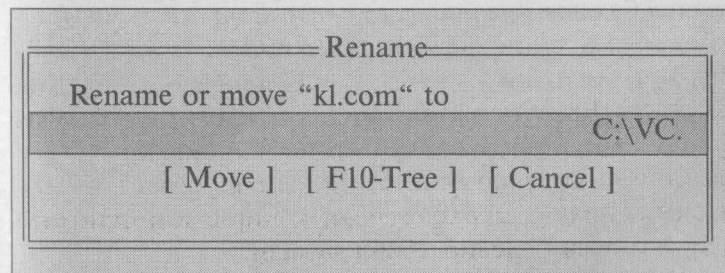 Rename
Rename or move “kl.com“ to
C:\VC.
[ Move ] [ F10-Tree ] [ Cancel ]